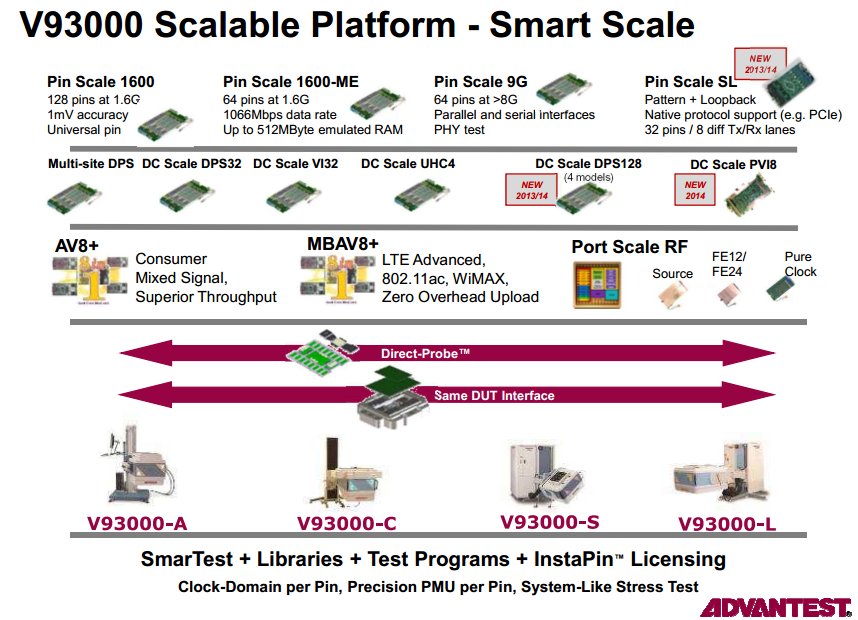 V93000 Scalable Platform - Smart Scale
NEW
2013/14
Pin Scale 1600
128 pins at 1.6G
1mV accuracy
Universal pin
Pin Scale 1600-ME
64 pins at 1.6G
1066Mbps data rate
Up to 512MByte emulated RAM
Pin Scale 9G
64 pins at >8G
Parallel and serial interfaces
PHY test
Pin Scale SL
Pattern + Loopback
Native protocol support (e.g. PCIe)
32 pins / 8 diff Tx/Rx lanes
Multi-site DPS
DC Scale DPS32
DC Scale VI32
DC Scale UHC4
DC Scale DPS128
(4 models)
NEW
2013/14
DC Scale PVI8
NEW
2014
AV8+
Consumer
Mixed Signal,
Superior Throughput
MBAV8+
LTE Advanced,
802.11ac, WiMAX,
Zero Overhead Upload
Port Scale RF
Source
FE12/
FE24
Pure
Clock
Direct-Probe™
Same DUT Interface
V93000-A
V93000-C
V93000-S
V93000-L
SmarTest + Libraries + Test Programs + InstaPin™ Licensing
Clock-Domain per Pin, Precision PMU per Pin, System-Like Stress Test
ADVANTEST®